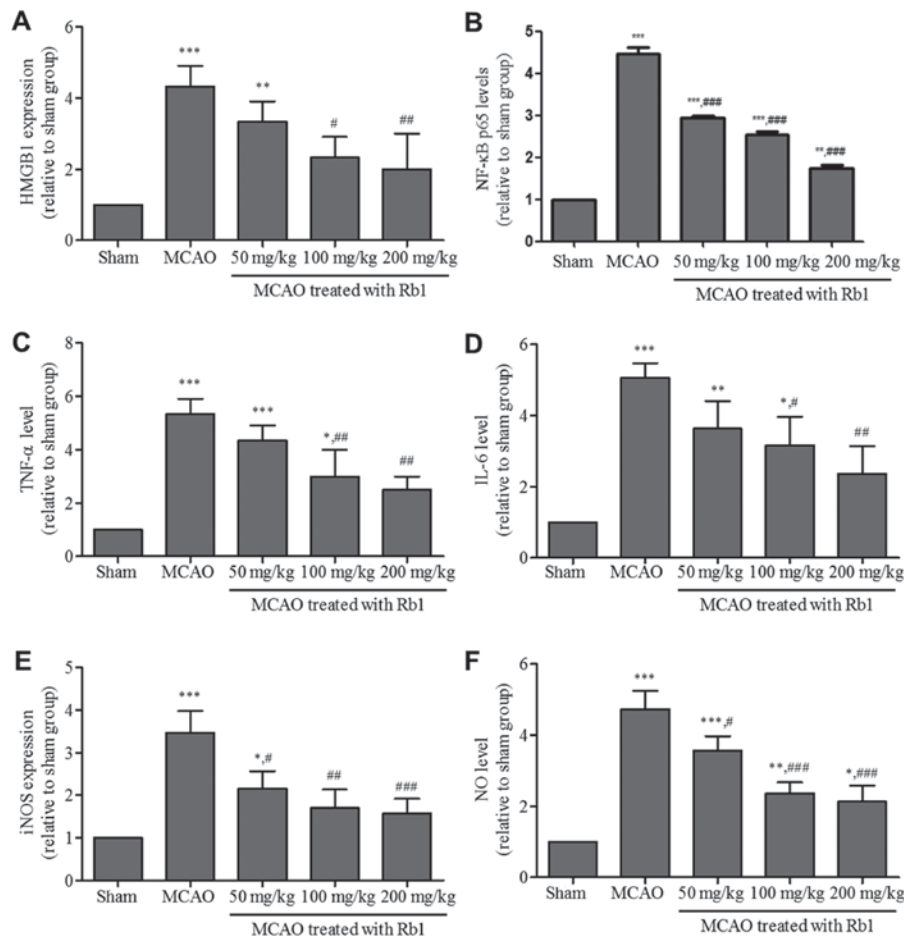 A
HMGB1 expression
(relative to sham group)
6
4
2
0
***
**
#
##
Sham MCAO 50 mg/kg 100 mg/kg 200 mg/kg
MCAO treated with Rb1
B
NF-κB p65 levels
(relative to sham group)
5
4
3
2
1
0
***
***,###
***,###
**,###
Sham MCAO 50 mg/kg 100 mg/kg 200 mg/kg
MCAO treated with Rb1
C
TNF-α level
(relative to sham group)
8
6
4
2
0
***
***
*,##
##
Sham MCAO 50 mg/kg 100 mg/kg 200 mg/kg
MCAO treated with Rb1
D
IL-6 level
(relative to sham group)
6
4
2
0
***
**
*,#
##
Sham MCAO 50 mg/kg 100 mg/kg 200 mg/kg
MCAO treated with Rb1
E
iNOS expression
(relative to sham group)
5
4
3
2
1
0
***
*,#
##
###
Sham MCAO 50 mg/kg 100 mg/kg 200 mg/kg
MCAO treated with Rb1
F
NO level
(relative to sham group)
6
4
2
0
***
***,#
**,###
*,###
Sham MCAO 50 mg/kg 100 mg/kg 200 mg/kg
MCAO treated with Rb1